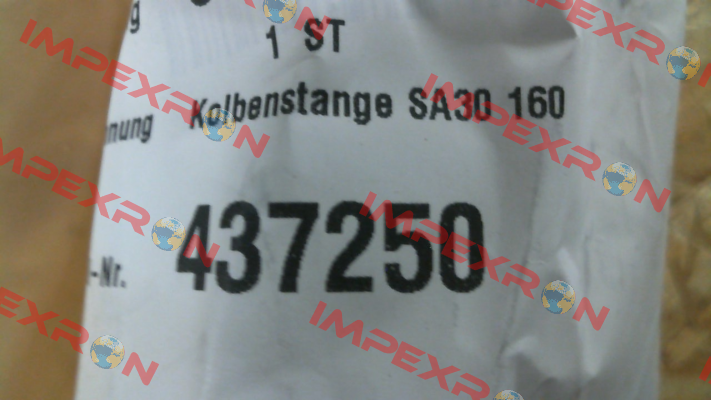 g
1 ST
nung Kolbenstange SA30 160
-Nr. 437250
IMPEXRON